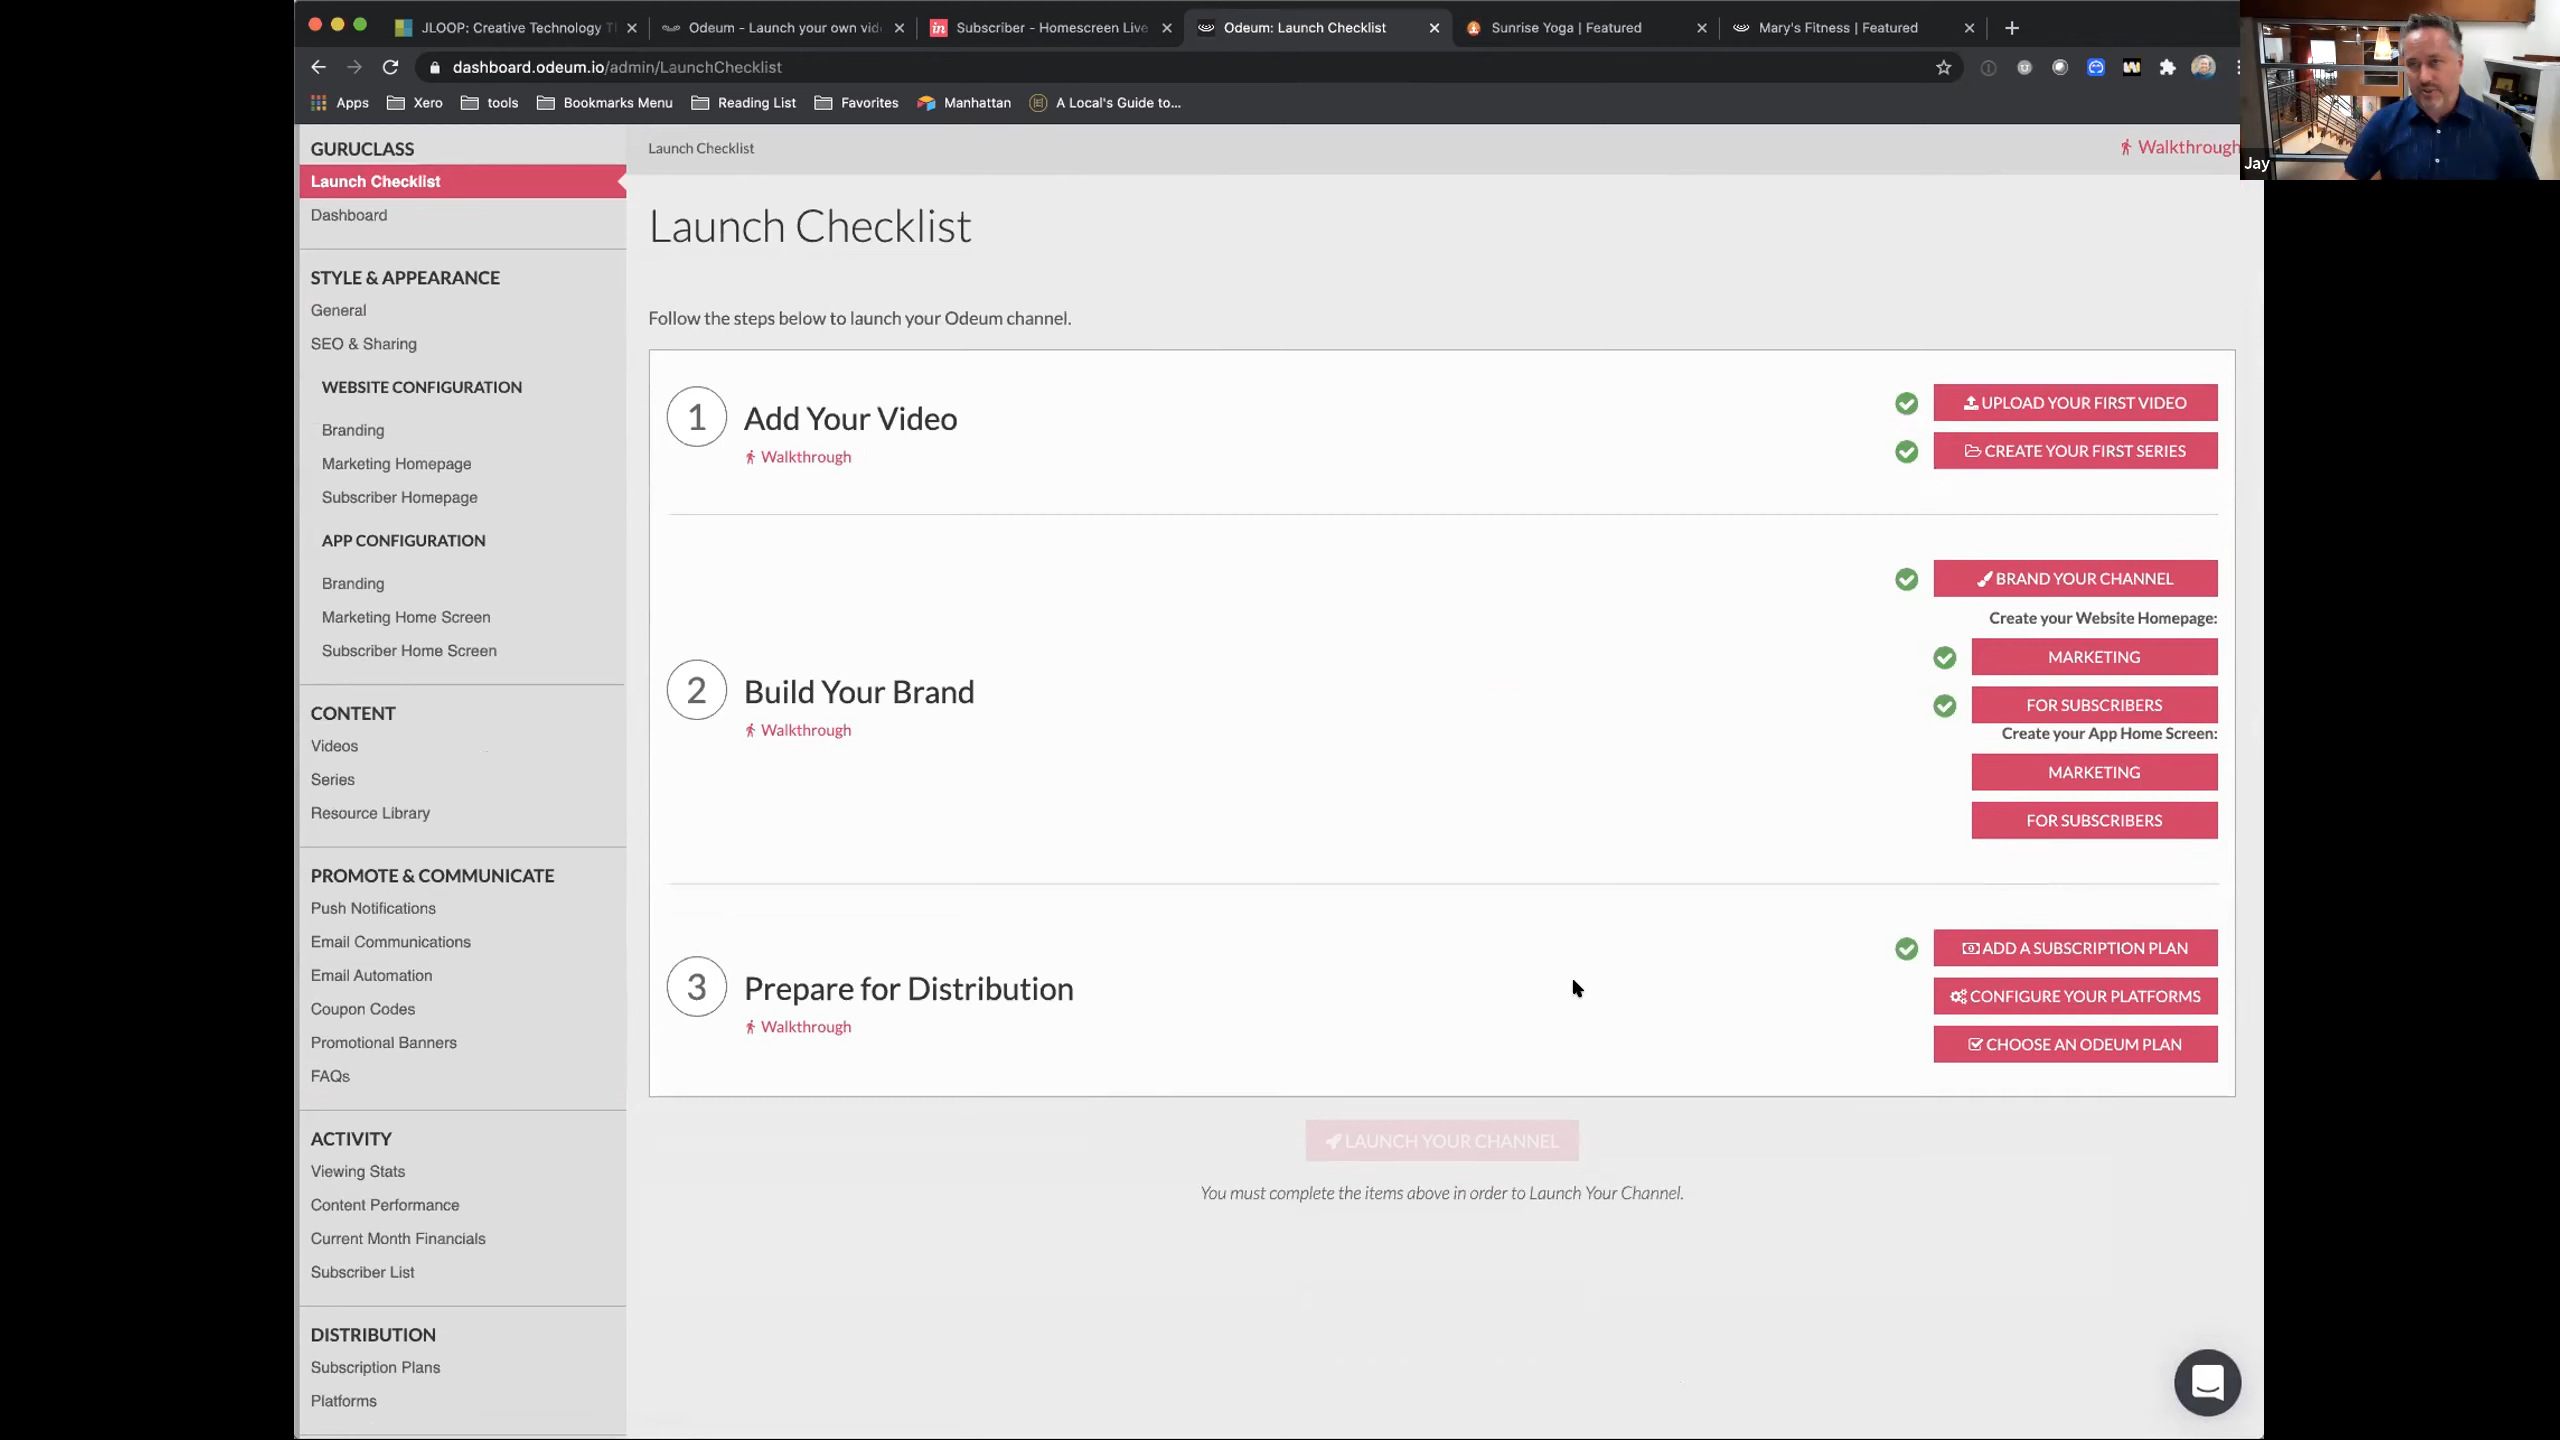 JLOOP: Creative Technology T
Odeum - Launch your own vid
Subscriber - Homescreen Live
Odeum: Launch Checklist
Sunrise Yoga | Featured
Mary's Fitness | Featured
dashboard.odeum.io/admin/LaunchChecklist
Apps
Xero
tools
Bookmarks Menu
Reading List
Favorites
Manhattan
A Local's Guide to...
Jay
GURUCLASS
Launch Checklist
Dashboard
STYLE & APPEARANCE
General
SEO & Sharing
WEBSITE CONFIGURATION
Branding
Marketing Homepage
Subscriber Homepage
APP CONFIGURATION
Branding
Marketing Home Screen
Subscriber Home Screen
CONTENT
Videos
Series
Resource Library
PROMOTE & COMMUNICATE
Push Notifications
Email Communications
Email Automation
Coupon Codes
Promotional Banners
FAQs
ACTIVITY
Viewing Stats
Content Performance
Current Month Financials
Subscriber List
DISTRIBUTION
Subscription Plans
Platforms
Launch Checklist
Walkthrough
Launch Checklist
Follow the steps below to launch your Odeum channel.
1
Add Your Video
Walkthrough
UPLOAD YOUR FIRST VIDEO
CREATE YOUR FIRST SERIES
2
Build Your Brand
Walkthrough
BRAND YOUR CHANNEL
Create your Website Homepage:
MARKETING
FOR SUBSCRIBERS
Create your App Home Screen:
MARKETING
FOR SUBSCRIBERS
3
Prepare for Distribution
Walkthrough
ADD A SUBSCRIPTION PLAN
CONFIGURE YOUR PLATFORMS
CHOOSE AN ODEUM PLAN
LAUNCH YOUR CHANNEL
You must complete the items above in order to Launch Your Channel.